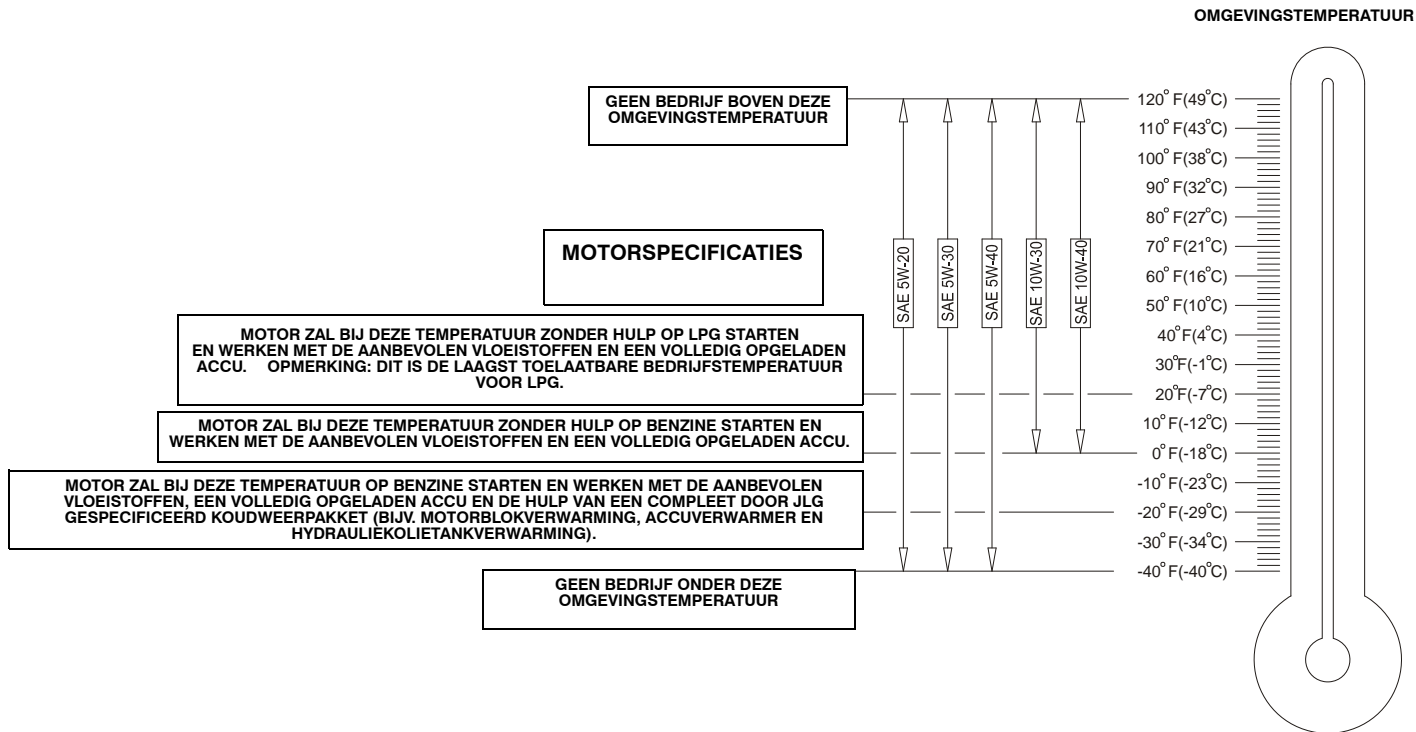 OMGEVINGSTEMPERATUUR
GEEN BEDRIJF BOVEN DEZE
OMGEVINGSTEMPERATUUR
MOTORSPECIFICATIES
MOTOR ZAL BIJ DEZE TEMPERATUUR ZONDER HULP OP LPG STARTEN
EN WERKEN MET DE AANBEVOLEN VLOEISTOFFEN EN EEN VOLLEDIG OPGELADEN
ACCU. OPMERKING: DIT IS DE LAAGST TOELAATBARE BEDRIJFSTEMPERATUUR
VOOR LPG.
MOTOR ZAL BIJ DEZE TEMPERATUUR ZONDER HULP OP BENZINE STARTEN EN
WERKEN MET DE AANBEVOLEN VLOEISTOFFEN EN EEN VOLLEDIG OPGELADEN ACCU.
MOTOR ZAL BIJ DEZE TEMPERATUUR OP BENZINE STARTEN EN WERKEN MET DE AANBEVOLEN
VLOEISTOFFEN, EEN VOLLEDIG OPGELADEN ACCU EN DE HULP VAN EEN COMPLEET DOOR JLG
GESPECIFICEERD KOUDWEERPAKKET (BIJV. MOTORBLOKVERWARMING, ACCUVERWARMER EN
HYDRAULIEKOLIETANKVERWARMING).
GEEN BEDRIJF ONDER DEZE
OMGEVINGSTEMPERATUUR
SAE 5W-20
SAE 5W-30
SAE 5W-40
SAE 10W-30
SAE 10W-40
120° F(49°C)
110° F(43°C)
100° F(38°C)
90° F(32°C)
80° F(27°C)
70° F(21°C)
60° F(16°C)
50° F(10°C)
40°F(4°C)
30°F(-1°C)
20°F(-7°C)
10°F(-12°C)
0°F(-18°C)
-10°F(-23°C)
-20°F(-29°C)
-30°F(-34°C)
-40°F(-40°C)